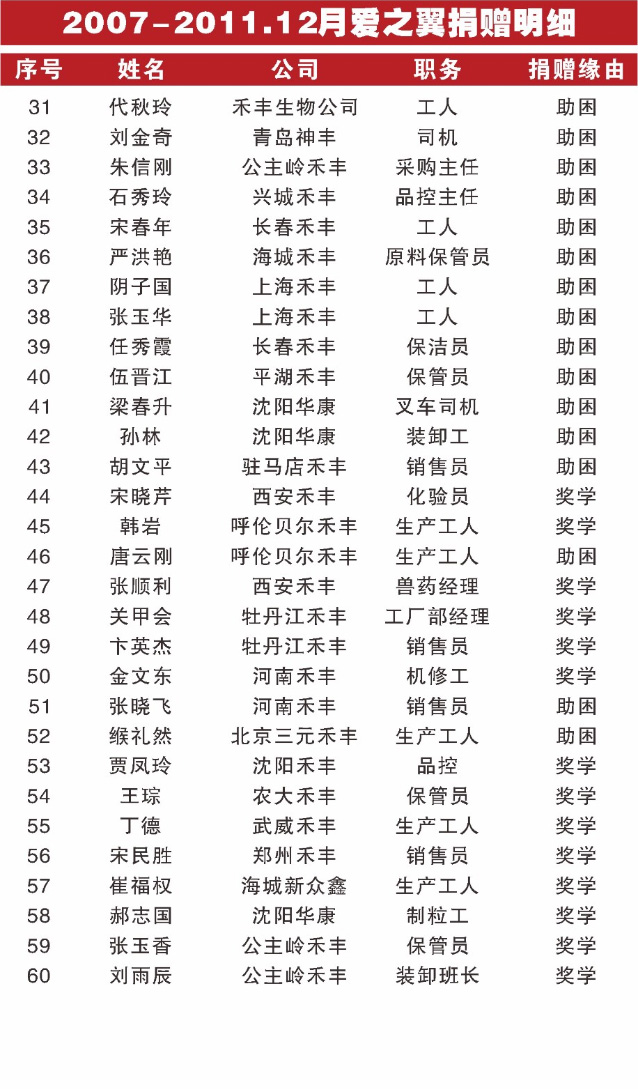 2007-2011.12月爱之翼捐赠明细
序号 姓名 公司 职务 捐赠缘由
31 代秋玲 禾丰生物公司 工人 助困
32 刘金奇 青岛神丰 司机 助困
33 朱信刚 公主岭禾丰 采购主任 助困
34 石秀玲 兴城禾丰 品控主任 助困
35 宋春年 长春禾丰 工人 助困
36 严洪艳 海城禾丰 原料保管员 助困
37 阴子国 上海禾丰 工人 助困
38 张玉华 上海禾丰 工人 助困
39 任秀霞 长春禾丰 保洁员 助困
40 伍晋江 平湖禾丰 保管员 助困
41 梁春升 沈阳华康 叉车司机 助困
42 孙林 沈阳华康 装卸工 助困
43 胡文平 驻马店禾丰 销售员 助困
44 宋晓芹 西安禾丰 化验员 奖学
45 韩岩 呼伦贝尔禾丰 生产工人 奖学
46 唐云刚 呼伦贝尔禾丰 生产工人 助困
47 张顺利 西安禾丰 兽药经理 奖学
48 关甲会 牡丹江禾丰 工厂部经理 奖学
49 卞英杰 牡丹江禾丰 销售员 奖学
50 金文东 河南禾丰 机修工 奖学
51 张晓飞 河南禾丰 销售员 助困
52 缑礼然 北京三元禾丰 生产工人 助困
53 贾凤玲 沈阳禾丰 品控 奖学
54 王琮 农大禾丰 保管员 奖学
55 丁德 武威禾丰 生产工人 奖学
56 宋民胜 郑州禾丰 销售员 奖学
57 崔福权 海城新众鑫 生产工人 奖学
58 郝志国 沈阳华康 制粒工 奖学
59 张玉香 公主岭禾丰 保管员 奖学
60 刘雨辰 公主岭禾丰 装卸班长 奖学